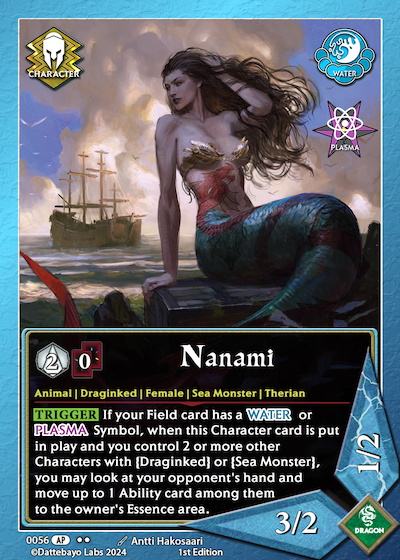 CHARACTER
WATER
PLASMA
2 0 Nanami
Animal | Draginked | Female | Sea Monster | Therian
TRIGGER If your Field card has a WATER or
PLASMA Symbol, when this Character card is put
in play and you control 2 or more other
Characters with [Draginked] or [Sea Monster],
you may look at your opponent's hand and
move up to 1 Ability card among them
to the owner's Essence area.
1/2
3/2
DRAGON
0056 AP Antti Hakosaari
©Dattebayo Labs 2024 1st Edition